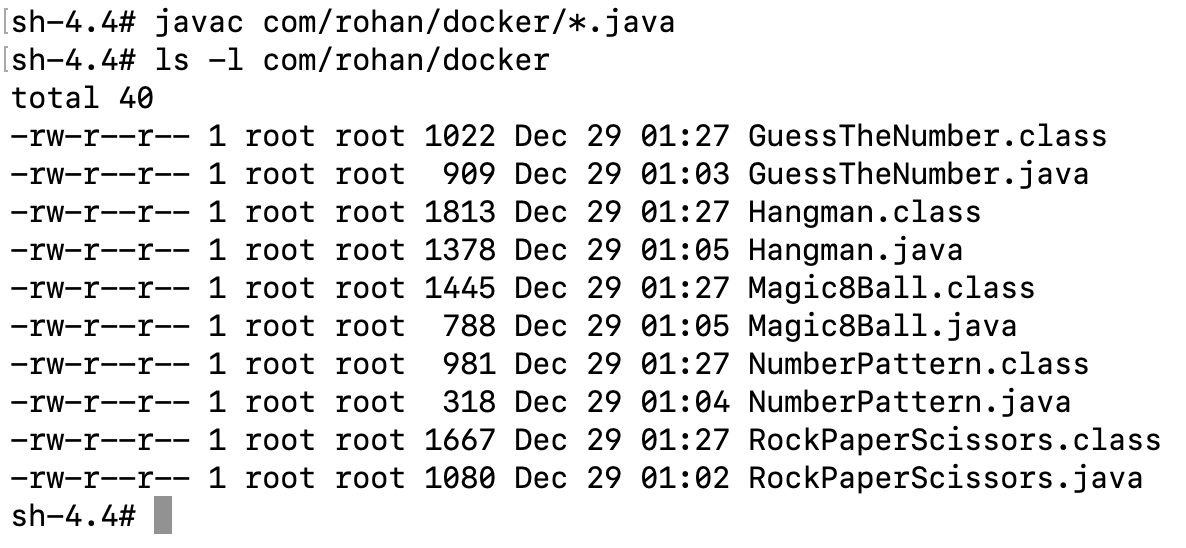 [sh-4.4# javac com/rohan/docker/*.java
[sh-4.4# ls -l com/rohan/docker
total 40
-rw-r--r-- 1 root root 1022 Dec 29 01:27 GuessTheNumber.class
-rw-r--r-- 1 root root  909 Dec 29 01:03 GuessTheNumber.java
-rw-r--r-- 1 root root 1813 Dec 29 01:27 Hangman.class
-rw-r--r-- 1 root root 1378 Dec 29 01:05 Hangman.java
-rw-r--r-- 1 root root 1445 Dec 29 01:27 Magic8Ball.class
-rw-r--r-- 1 root root  788 Dec 29 01:05 Magic8Ball.java
-rw-r--r-- 1 root root  981 Dec 29 01:27 NumberPattern.class
-rw-r--r-- 1 root root  318 Dec 29 01:04 NumberPattern.java
-rw-r--r-- 1 root root 1667 Dec 29 01:27 RockPaperScissors.class
-rw-r--r-- 1 root root 1080 Dec 29 01:02 RockPaperScissors.java
sh-4.4#